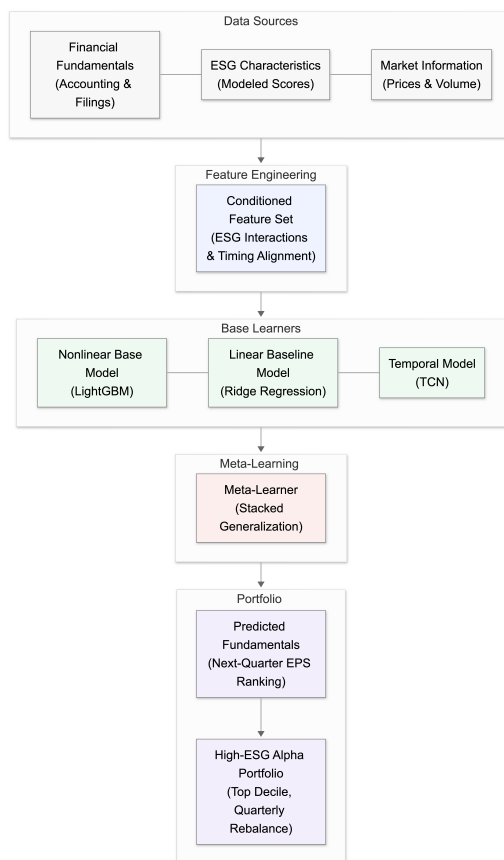 Data Sources
Financial
Fundamentals
(Accounting &
Filings)
ESG Characteristics
(Modeled Scores)
Market Information
(Prices & Volume)
Feature Engineering
Conditioned
Feature Set
(ESG Interactions
& Timing Alignment)
Base Learners
Nonlinear Base
Model
(LightGBM)
Linear Baseline
Model
(Ridge Regression)
Temporal Model
(TCN)
Meta-Learning
Meta-Learner
(Stacked
Generalization)
Portfolio
Predicted
Fundamentals
(Next-Quarter EPS
Ranking)
High-ESG Alpha
Portfolio
(Top Decile,
Quarterly
Rebalance)